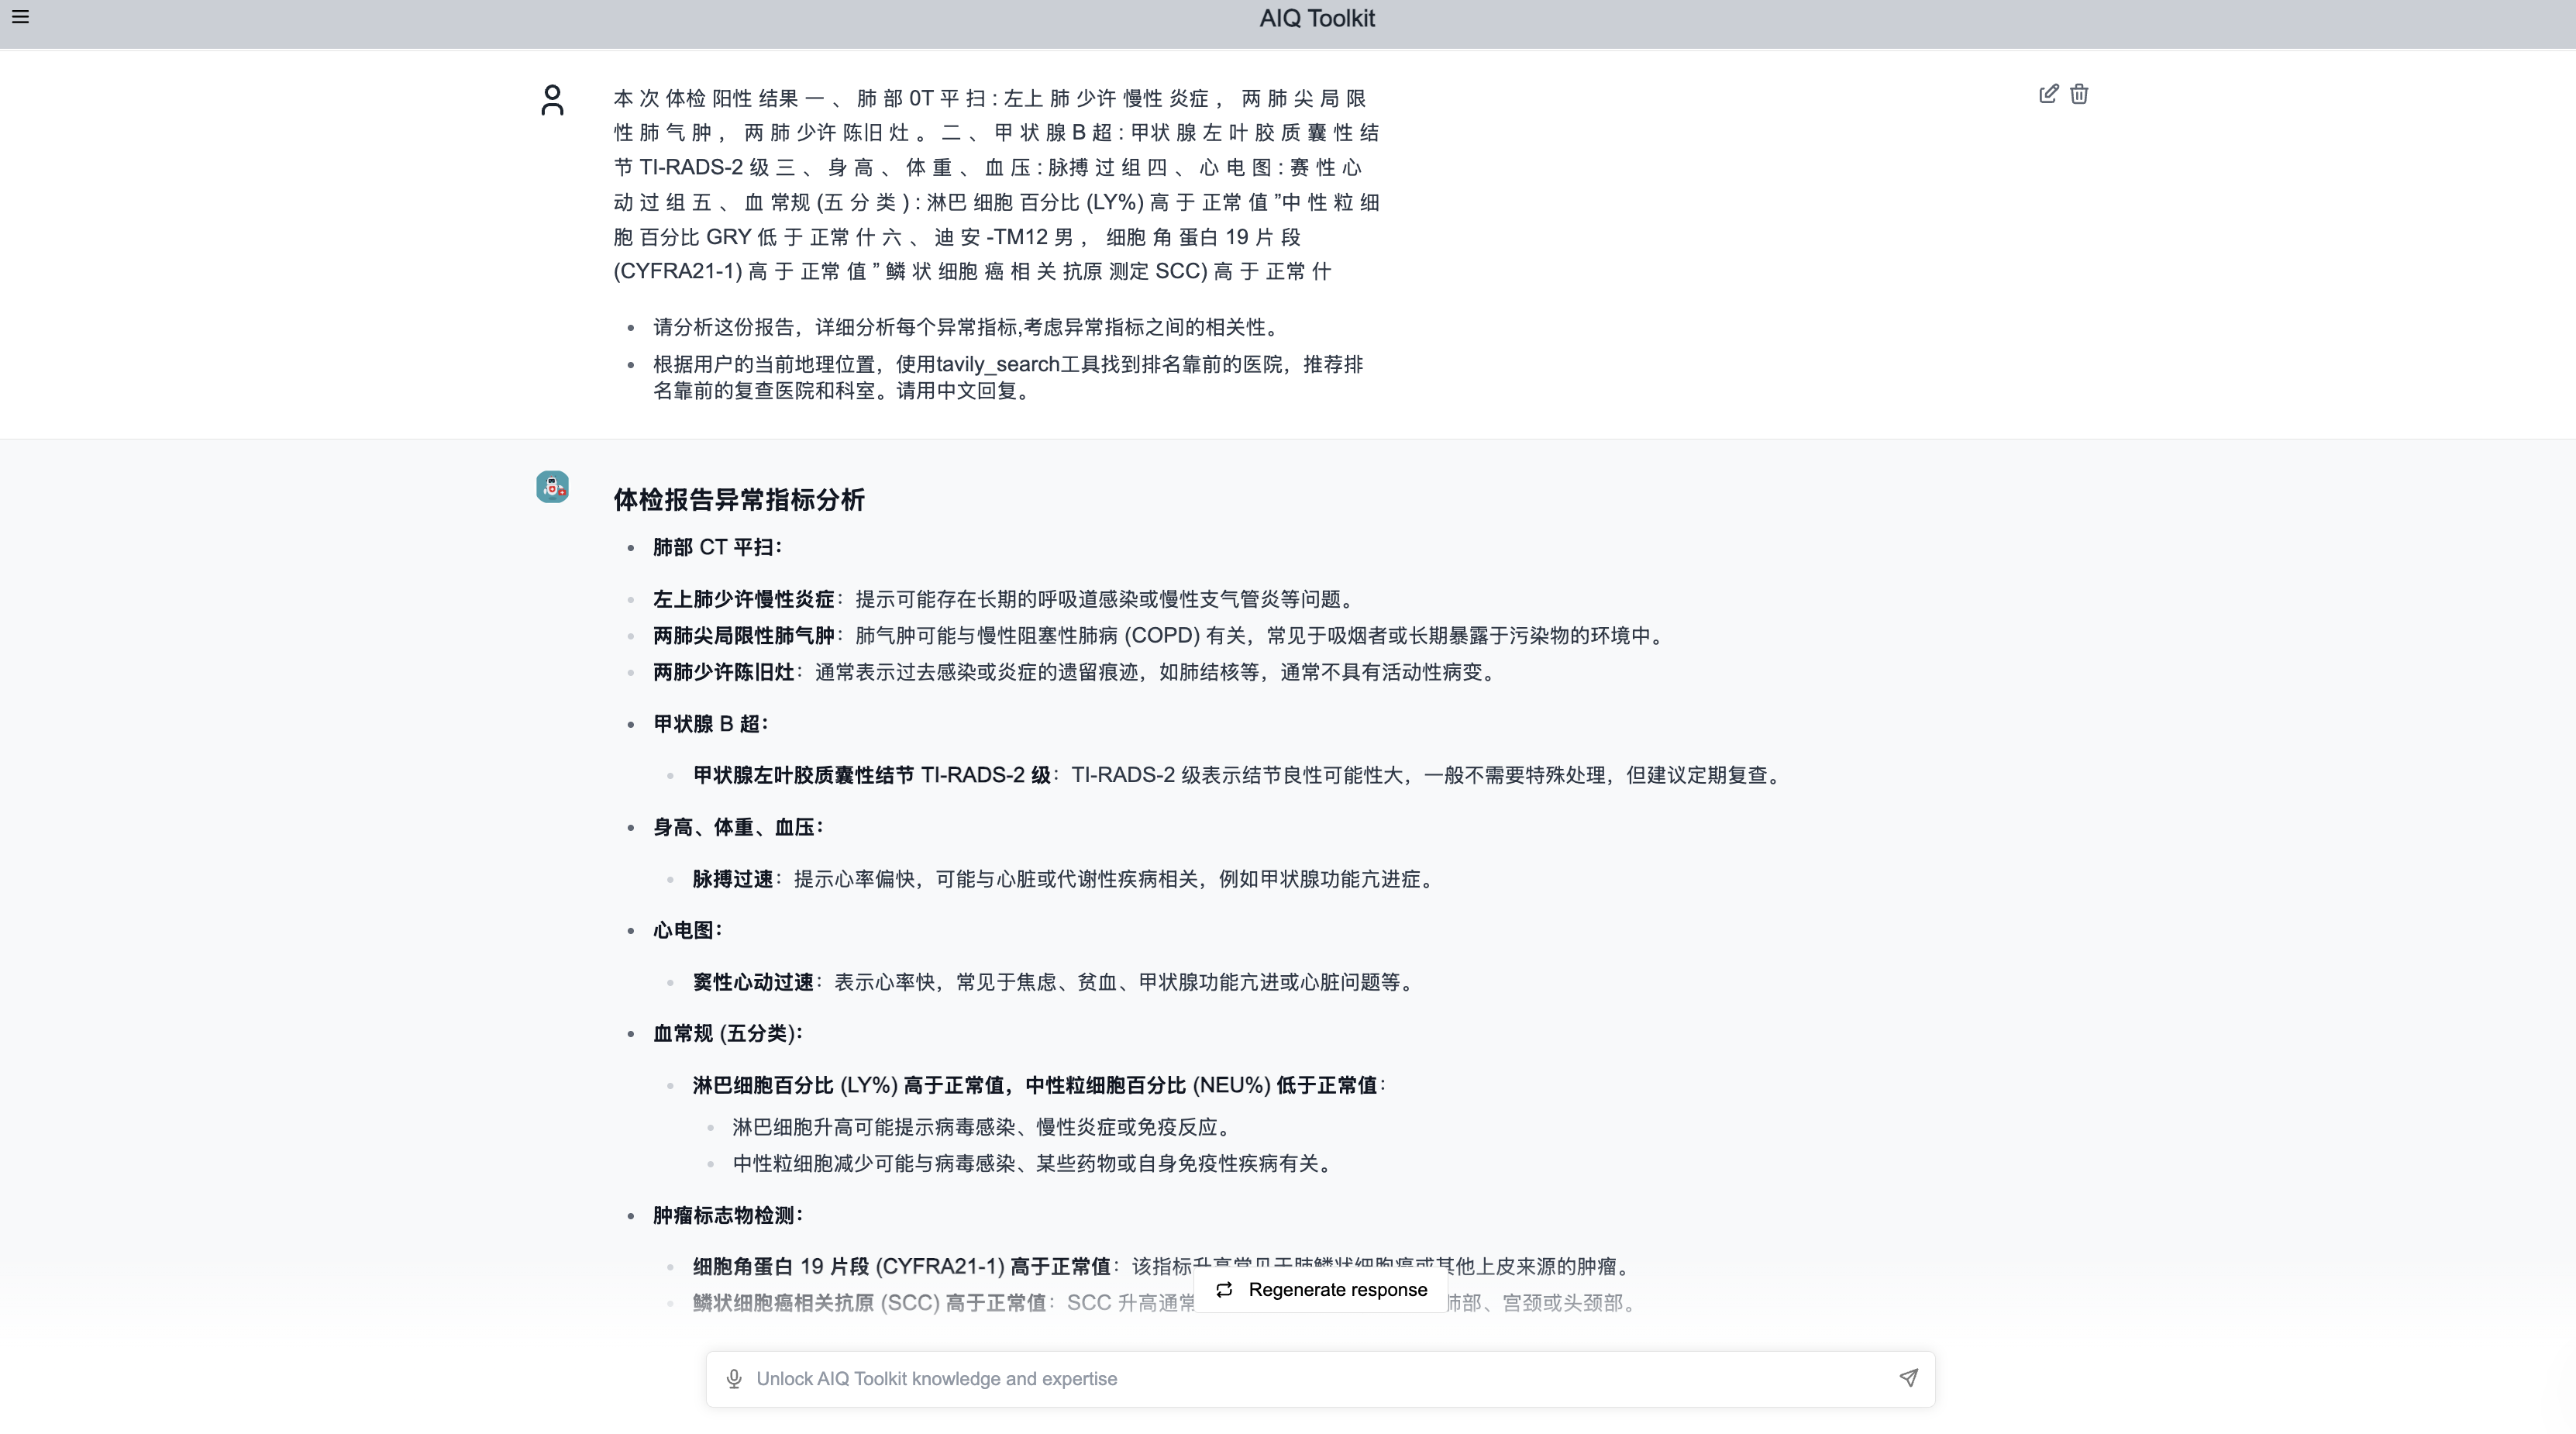 AIQ Toolkit
本 次 体检 阳性 结果 一 、 肺 部 0T 平 扫 : 左上 肺 少许 慢性 炎症 ， 两 肺 尖 局 限
性 肺 气 肿 ， 两 肺 少许 陈旧 灶 。 二 、 甲 状 腺 B 超 : 甲状 腺 左 叶 胶 质 囊 性 结
节 TI-RADS-2 级 三 、 身 高 、 体 重 、 血 压 : 脉搏 过 组 四 、 心 电 图 : 赛 性 心
动 过 组 五 、 血 常规 (五 分 类 ) : 淋巴 细胞 百分比 (LY%) 高 于 正常 值 ”中 性 粒 细
胞 百分比 GRY 低 于 正常 什 六 、 迪 安 -TM12 男 ， 细胞 角 蛋白 19 片 段
(CYFRA21-1) 高 于 正常 值 ” 鳞 状 细胞 癌 相 关 抗原 测定 SCC) 高 于 正常 什
请分析这份报告，详细分析每个异常指标,考虑异常指标之间的相关性。
根据用户的当前地理位置，使用tavily_search工具找到排名靠前的医院，推荐排
名靠前的复查医院和科室。请用中文回复。
体检报告异常指标分析
肺部 CT 平扫：
左上肺少许慢性炎症：提示可能存在长期的呼吸道感染或慢性支气管炎等问题。
两肺尖局限性肺气肿：肺气肿可能与慢性阻塞性肺病 (COPD) 有关，常见于吸烟者或长期暴露于污染物的环境中。
两肺少许陈旧灶：通常表示过去感染或炎症的遗留痕迹，如肺结核等，通常不具有活动性病变。
甲状腺 B 超：
甲状腺左叶胶质囊性结节 TI-RADS-2 级：TI-RADS-2 级表示结节良性可能性大，一般不需要特殊处理，但建议定期复查。
身高、体重、血压：
脉搏过速：提示心率偏快，可能与心脏或代谢性疾病相关，例如甲状腺功能亢进症。
心电图：
窦性心动过速：表示心率快，常见于焦虑、贫血、甲状腺功能亢进或心脏问题等。
血常规 (五分类)：
淋巴细胞百分比 (LY%) 高于正常值，中性粒细胞百分比 (NEU%) 低于正常值：
淋巴细胞升高可能提示病毒感染、慢性炎症或免疫反应。
中性粒细胞减少可能与病毒感染、某些药物或自身免疫性疾病有关。
肿瘤标志物检测：
细胞角蛋白 19 片段 (CYFRA21-1) 高于正常值：该指标升高常见于肺鳞状细胞癌或其他上皮来源的肿瘤。
鳞状细胞癌相关抗原 (SCC) 高于正常值：SCC 升高通常 部、宫颈或头颈部。
Regenerate response
Unlock AIQ Toolkit knowledge and expertise